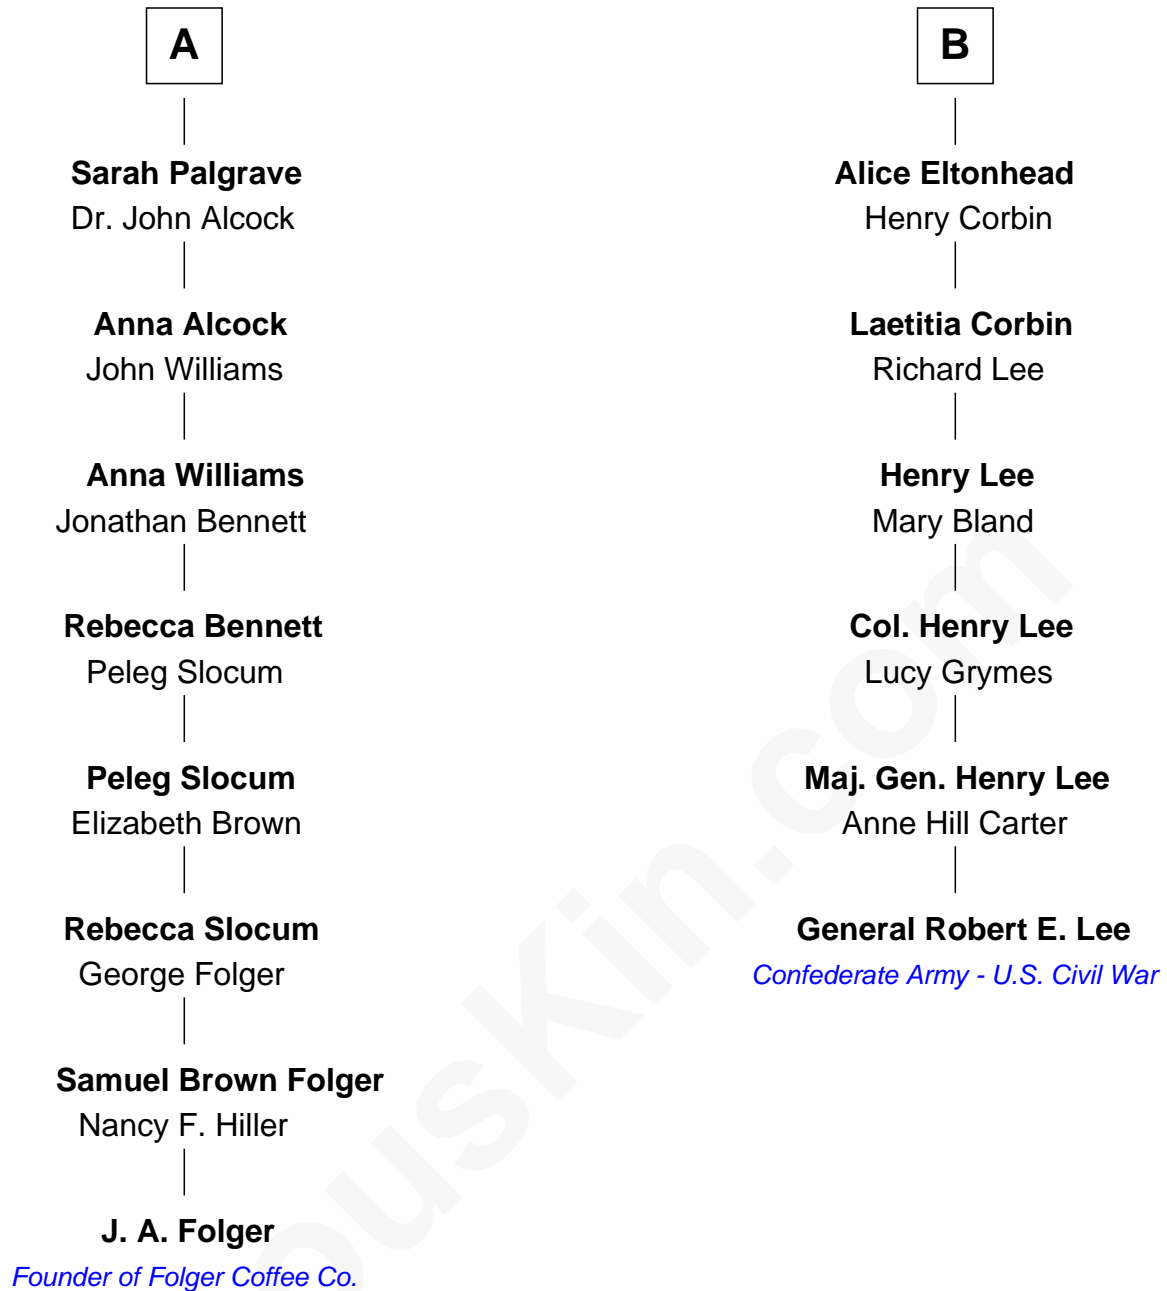 A
Sarah Palgrave
Dr. John Alcock
Anna Alcock
John Williams
Anna Williams
Jonathan Bennett
Rebecca Bennett
Peleg Slocum
Peleg Slocum
Elizabeth Brown
Rebecca Slocum
George Folger
Samuel Brown Folger
Nancy F. Hiller
J. A. Folger
Founder of Folger Coffee Co.
B
Alice Eltonhead
Henry Corbin
Laetitia Corbin
Richard Lee
Henry Lee
Mary Bland
Col. Henry Lee
Lucy Grymes
Maj. Gen. Henry Lee
Anne Hill Carter
General Robert E. Lee
Confederate Army - U.S. Civil War
ousKin.com